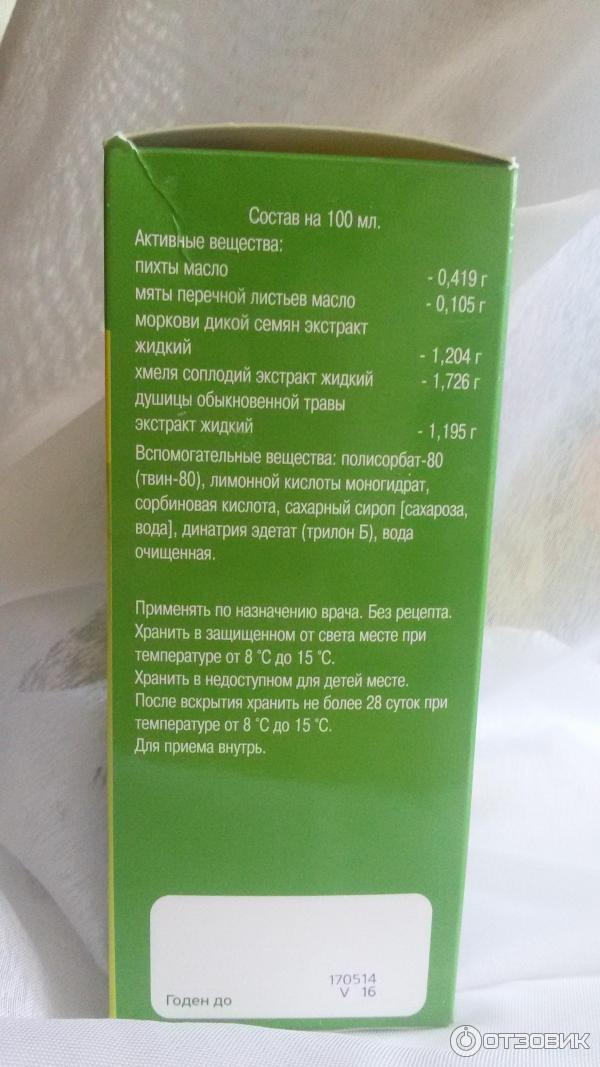 Состав на 100 мл.
Активные вещества:
пихты масло - 0,419 г
мяты перечной листьев масло - 0,105 г
моркови дикой семян экстракт
жидкий - 1,204 г
хмеля соплодий экстракт жидкий - 1,726 г
душицы обыкновенной травы
экстракт жидкий - 1,195 г
Вспомогательные вещества: полисорбат-80
(твин-80), лимонной кислоты моногидрат,
сорбиновая кислота, сахарный сироп [сахароза,
вода], динатрия эдетат (трилон Б), вода
очищенная.
Применять по назначению врача. Без рецепта.
Хранить в защищенном от света месте при
температуре от 8 °С до 15 °С.
Хранить в недоступном для детей месте.
После вскрытия хранить не более 28 суток при
температуре от 8 °С до 15 °С.
Для приема внутрь.
170514
Годен до V 16
ОТЗОВИК